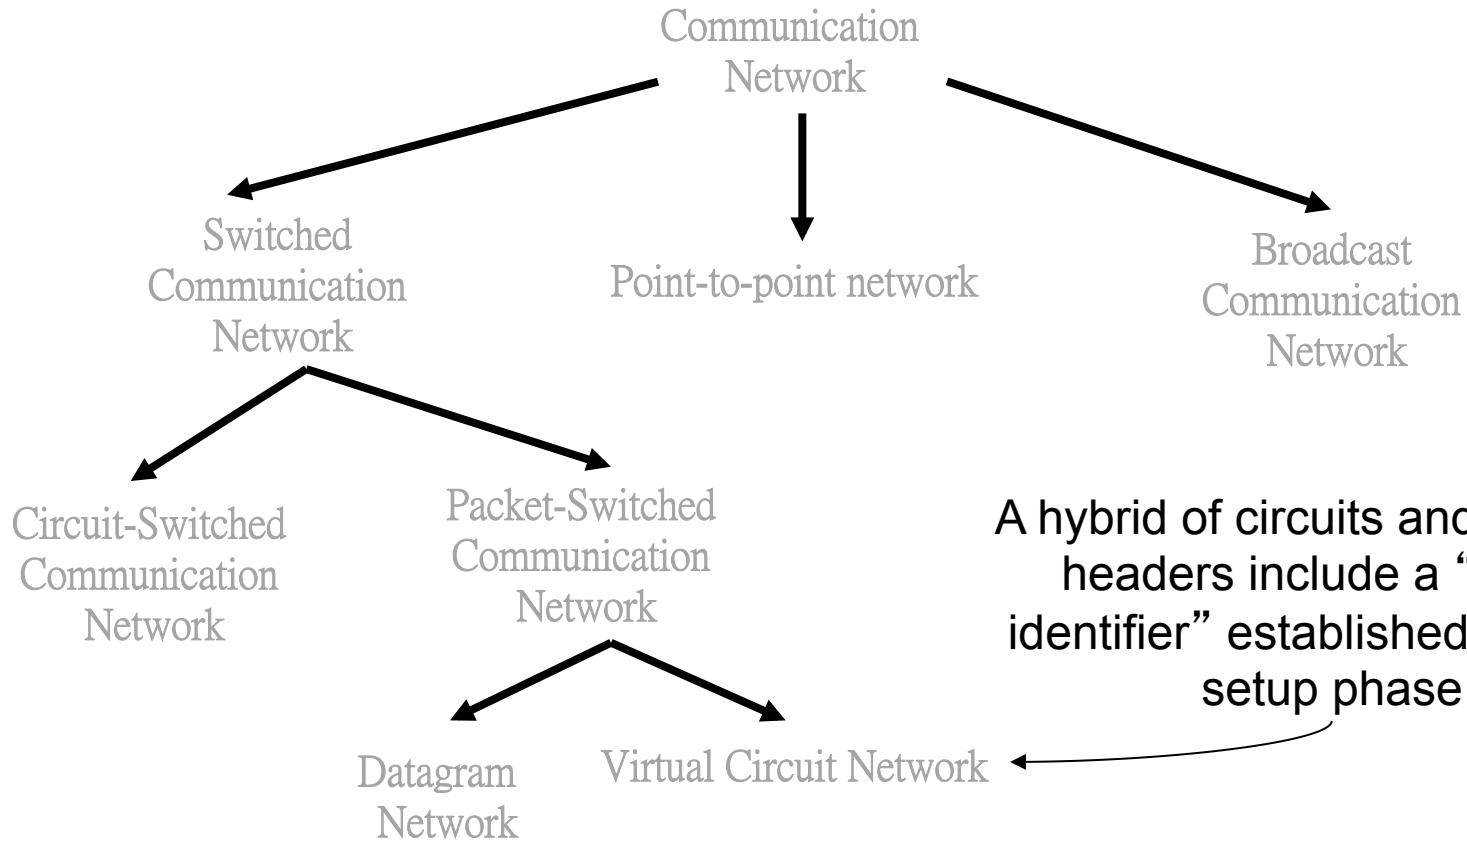 Communication
Network
Switched
Communication
Network
Point-to-point network
Broadcast
Communication
Network
Circuit-Switched
Communication
Network
Packet-Switched
Communication
Network
A hybrid of circuits and
headers include a “
identifier” established
setup phase
Datagram
Network
Virtual Circuit Network